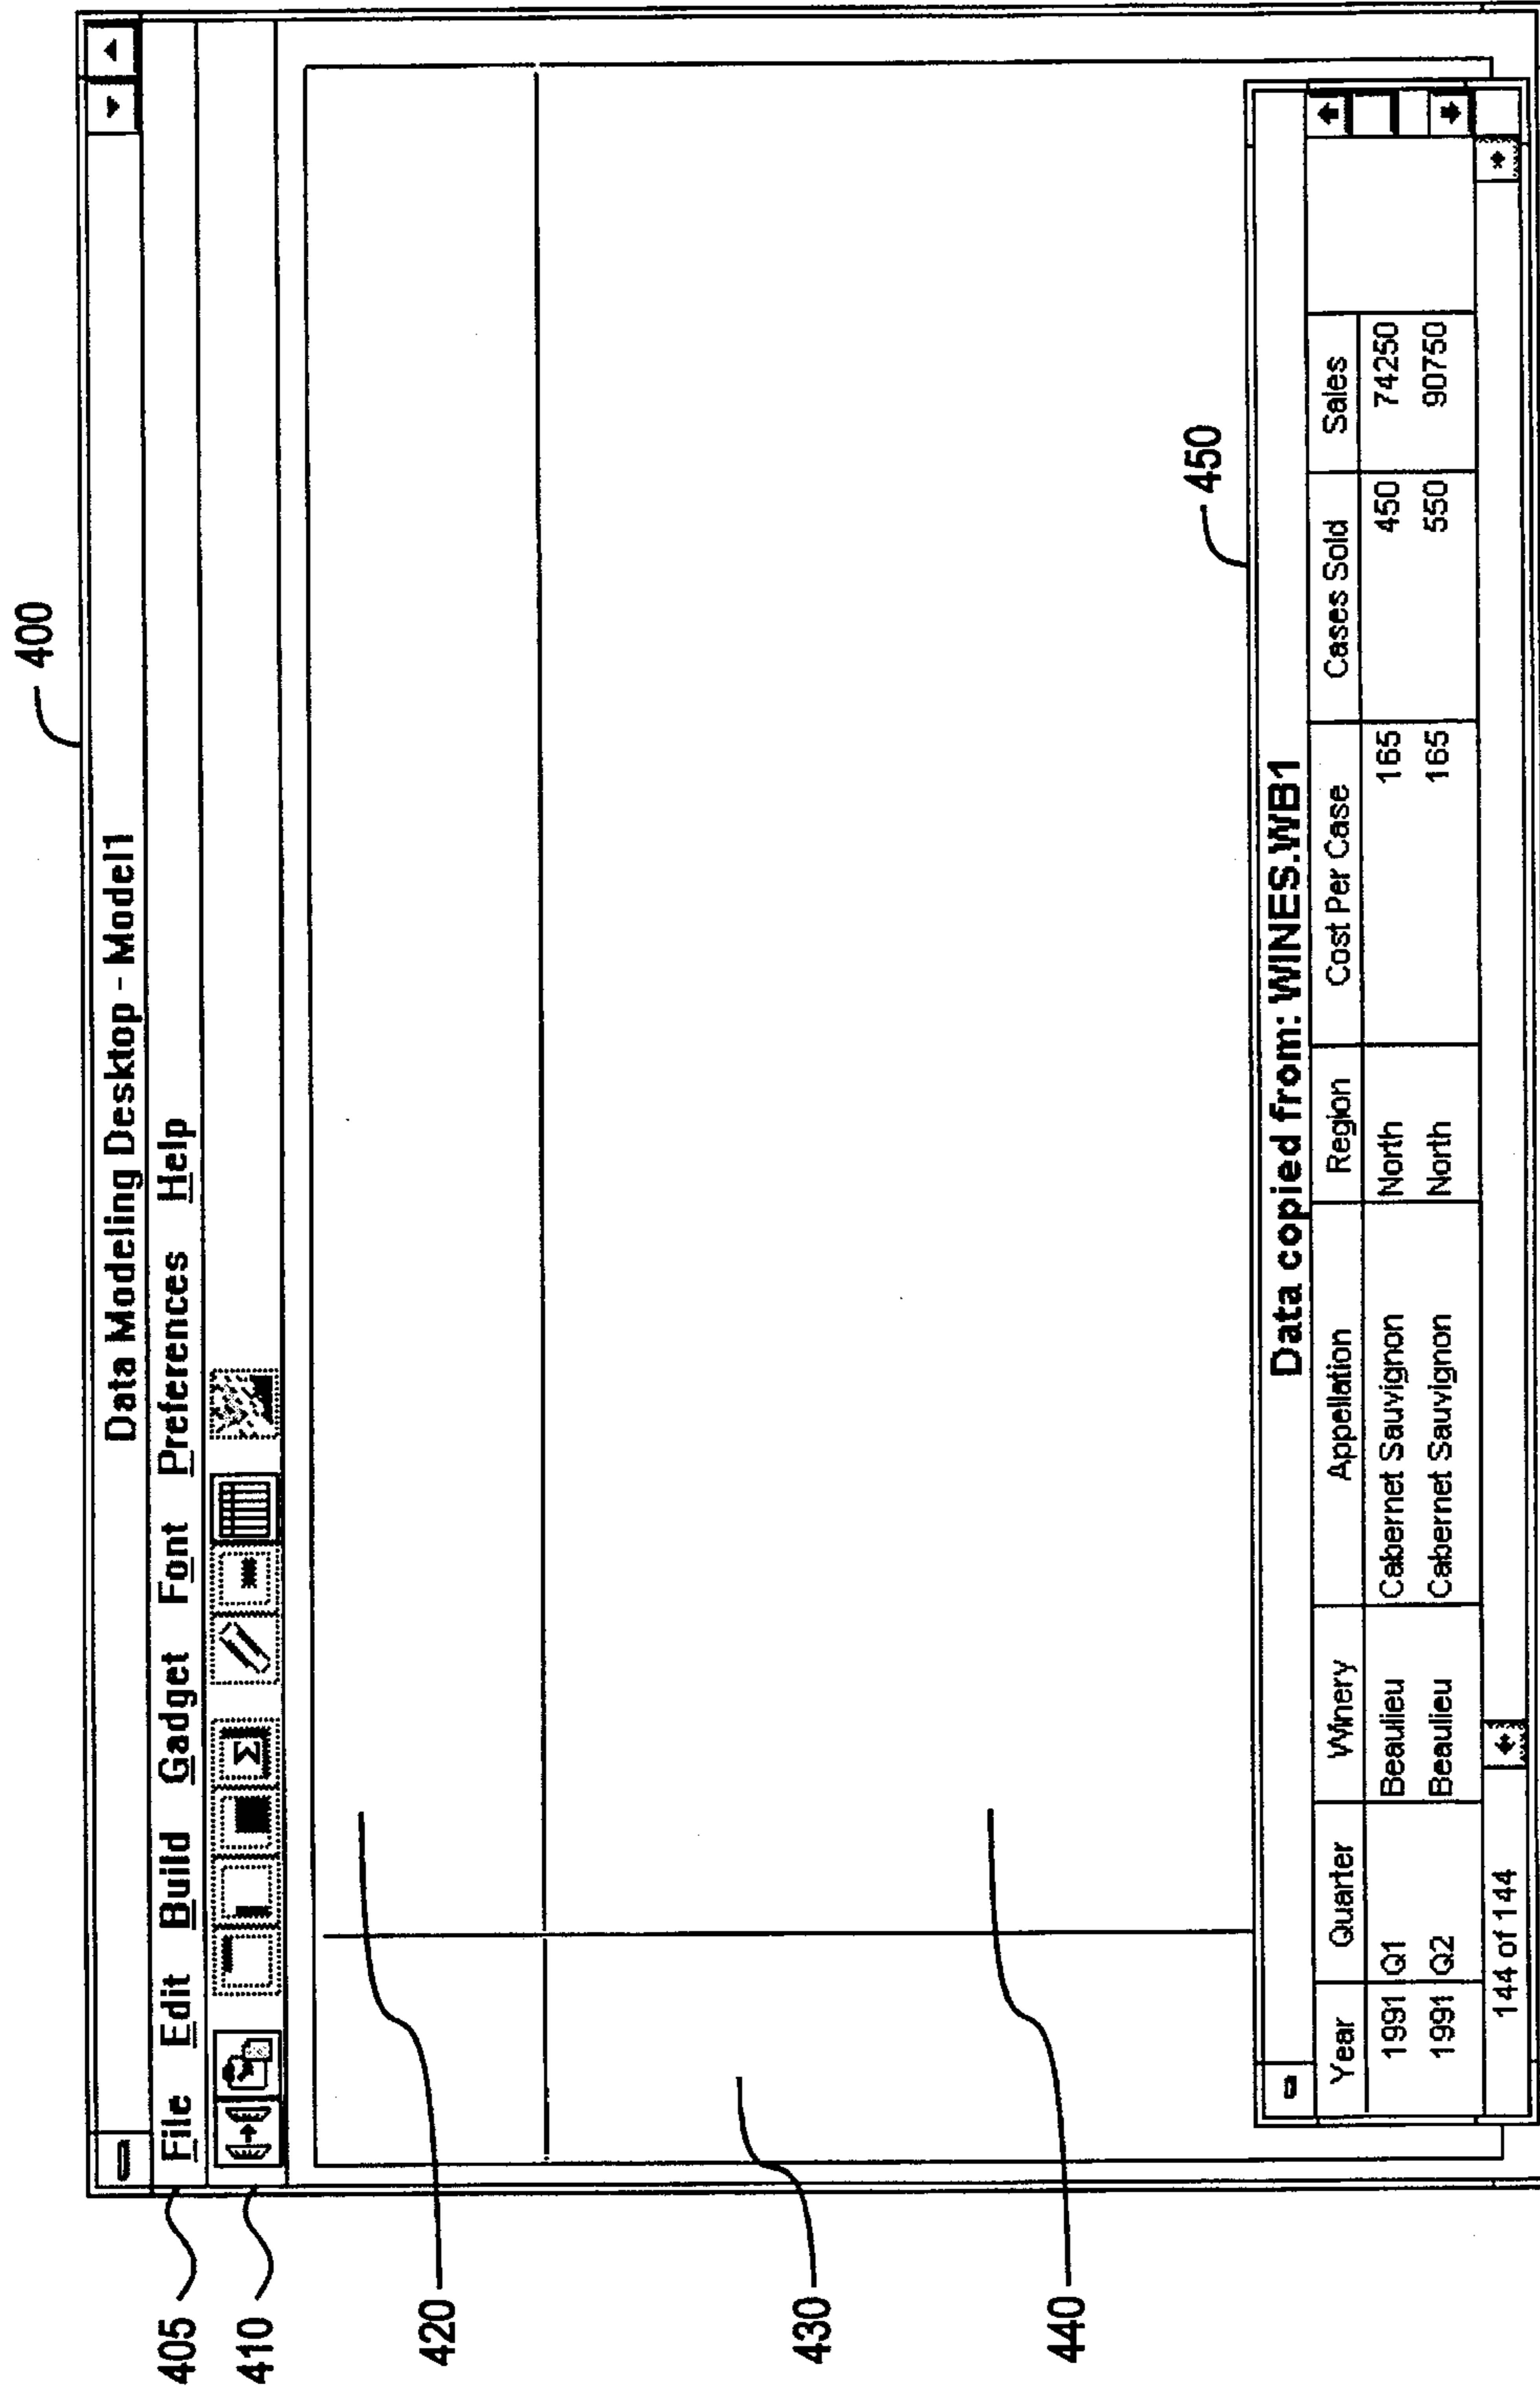 400
Data Modeling Desktop - Model1
File Edit Build Gadget Font Preferences Help
405
410
Σ
420
430
440
450
Data copied from: WINES.WB1
Year Quarter Winery Appellation Region Cost Per Case Cases Sold Sales
1991 Q1 Beaulieu Cabernet Sauvignon North 165 450 74250
1991 Q2 Beaulieu Cabernet Sauvignon North 165 550 90750
144 of 144